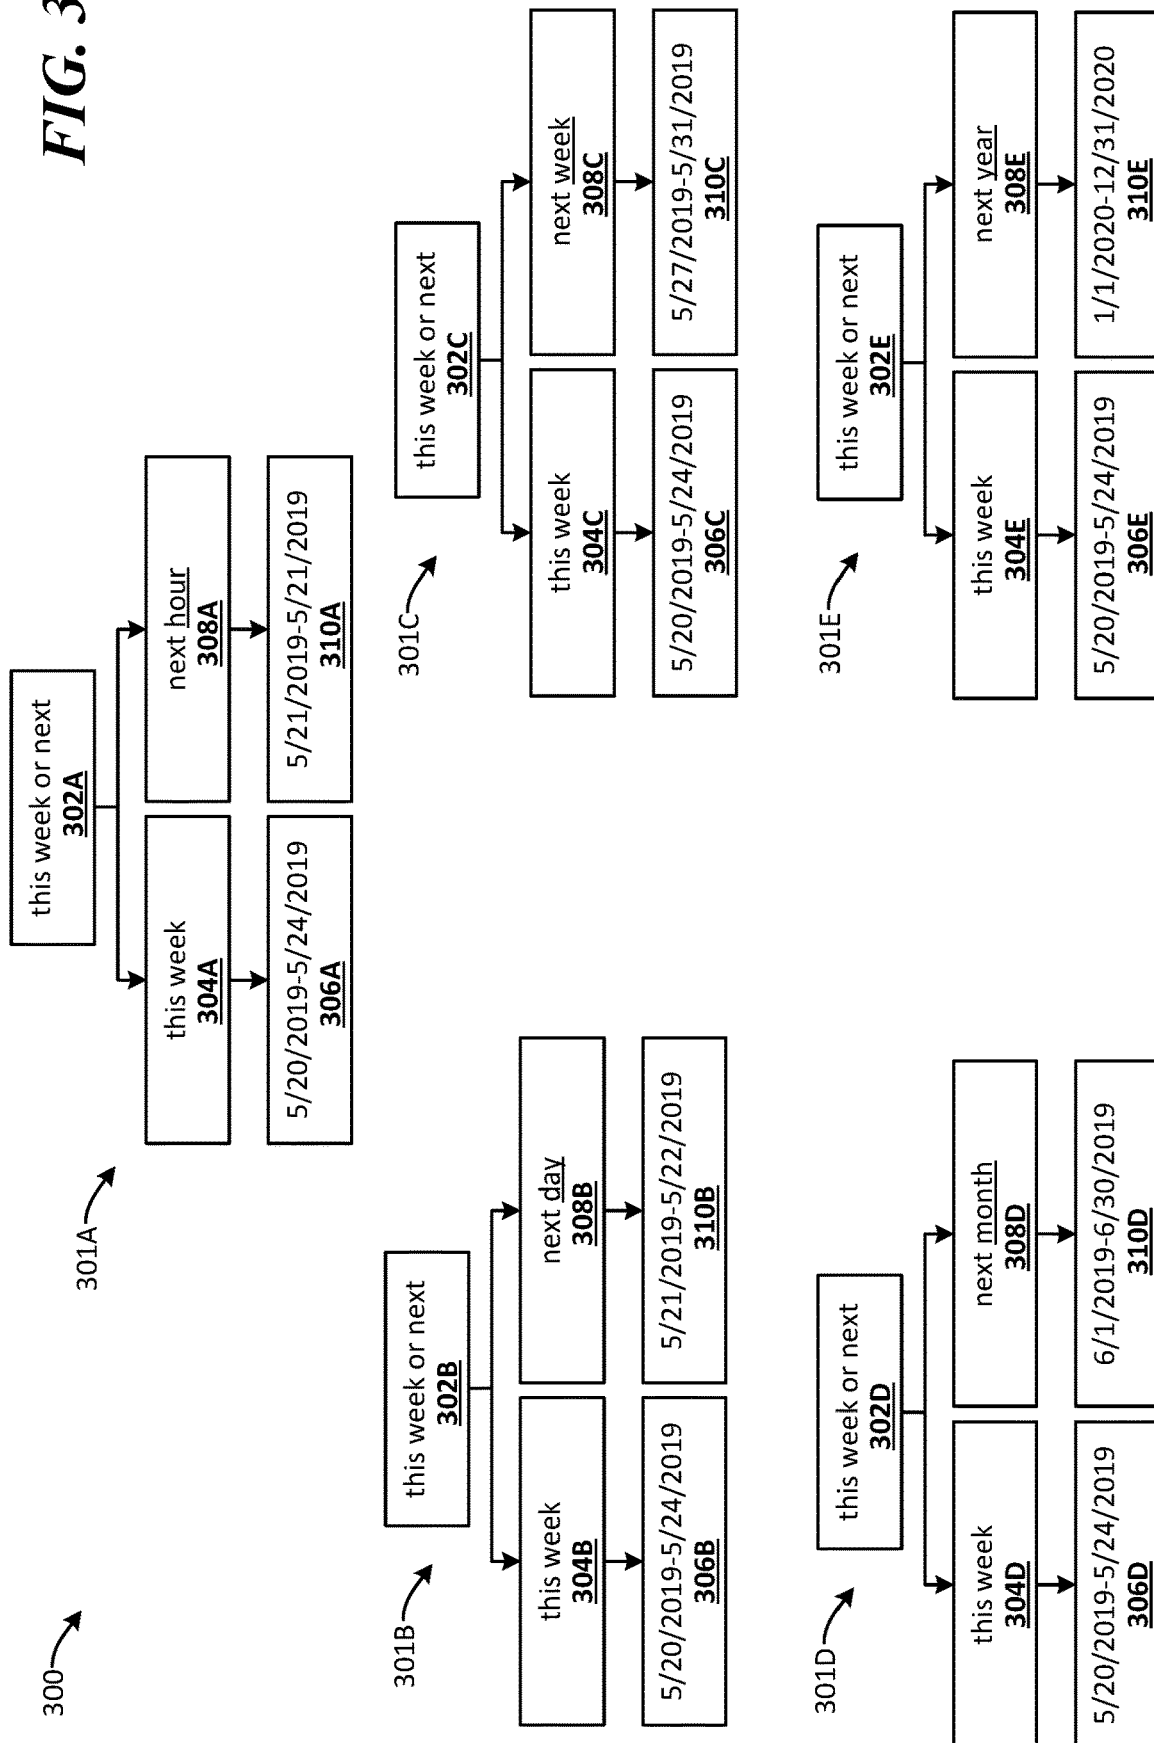 FIG. 3
300
301A
this week or next
302A
this week
304A
next hour
308A
5/20/2019-5/24/2019
306A
5/21/2019-5/21/2019
310A
301B
this week or next
302B
this week
304B
next day
308B
5/20/2019-5/24/2019
306B
5/21/2019-5/22/2019
310B
301C
this week or next
302C
this week
304C
next week
308C
5/20/2019-5/24/2019
306C
5/27/2019-5/31/2019
310C
301D
this week or next
302D
this week
304D
next month
308D
5/20/2019-5/24/2019
306D
6/1/2019-6/30/2019
310D
301E
this week or next
302E
this week
304E
next year
308E
5/20/2019-5/24/2019
306E
1/1/2020-12/31/2020
310E